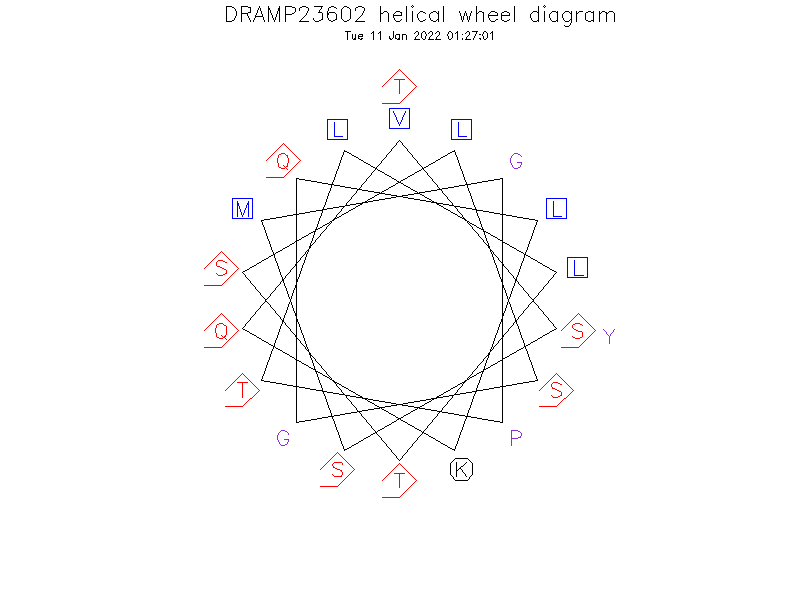 DRAMP23602 helical wheel diagram
Tue 11 Jan 2022 01:27:01
T
L V L
Q G
M L
S L
Q S Y
T S
G P
S T K